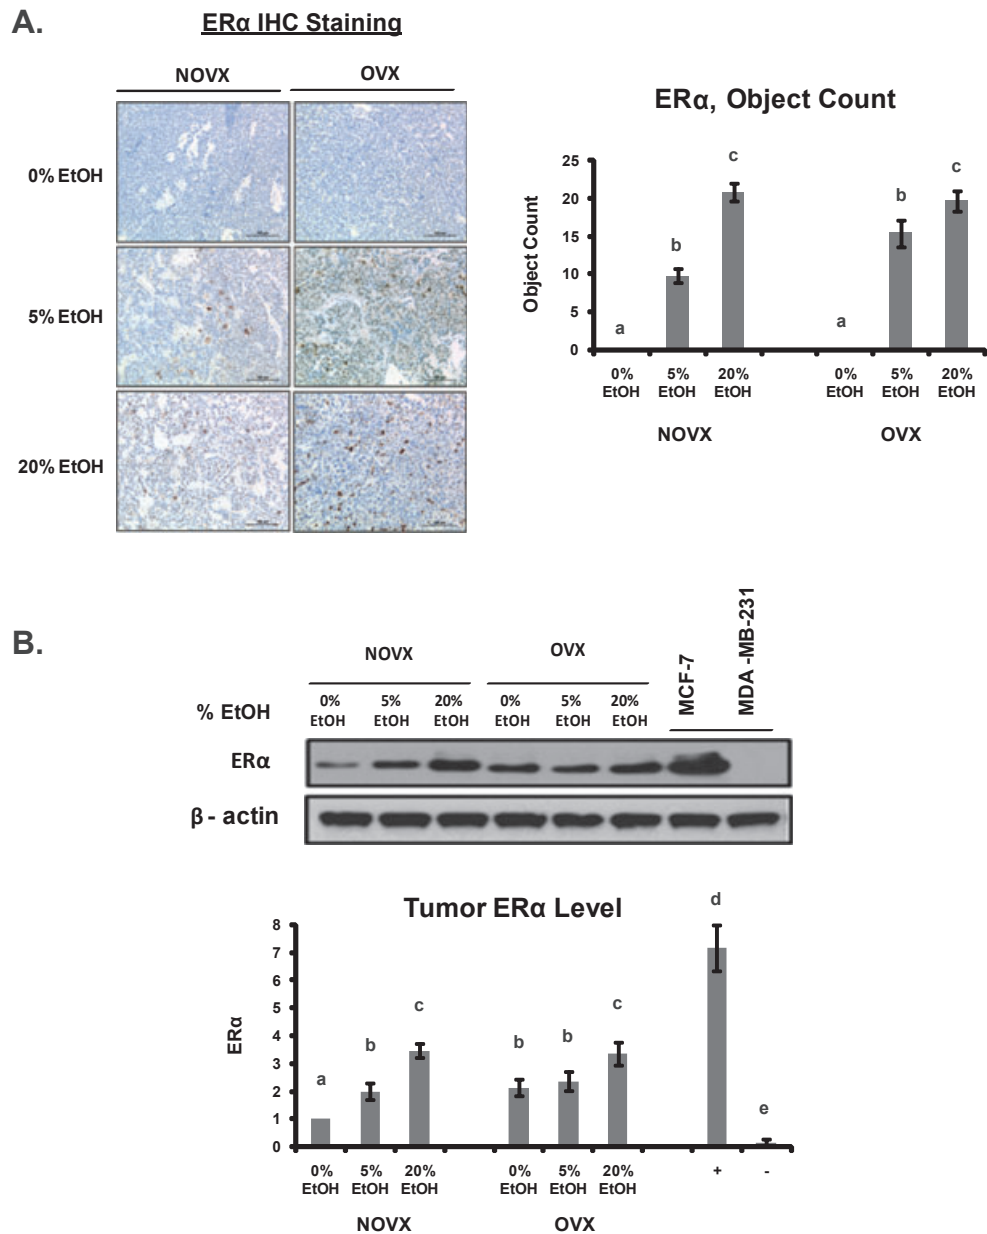 A.
ERα IHC Staining
NOVX
OVX
0% EtOH
5% EtOH
20% EtOH
ERα, Object Count
Object Count
25
20
15
10
5
0
a
b
c
a
b
c
0% EtOH
5% EtOH
20% EtOH
0% EtOH
5% EtOH
20% EtOH
NOVX
OVX
B.
NOVX
OVX
MCF-7
MDA -MB-231
% EtOH
0% EtOH
5% EtOH
20% EtOH
0% EtOH
5% EtOH
20% EtOH
ERα
β - actin
Tumor ERα Level
ERα
8
7
6
5
4
3
2
1
0
a
b
c
b
b
c
d
e
0% EtOH
5% EtOH
20% EtOH
0% EtOH
5% EtOH
20% EtOH
+
-
NOVX
OVX